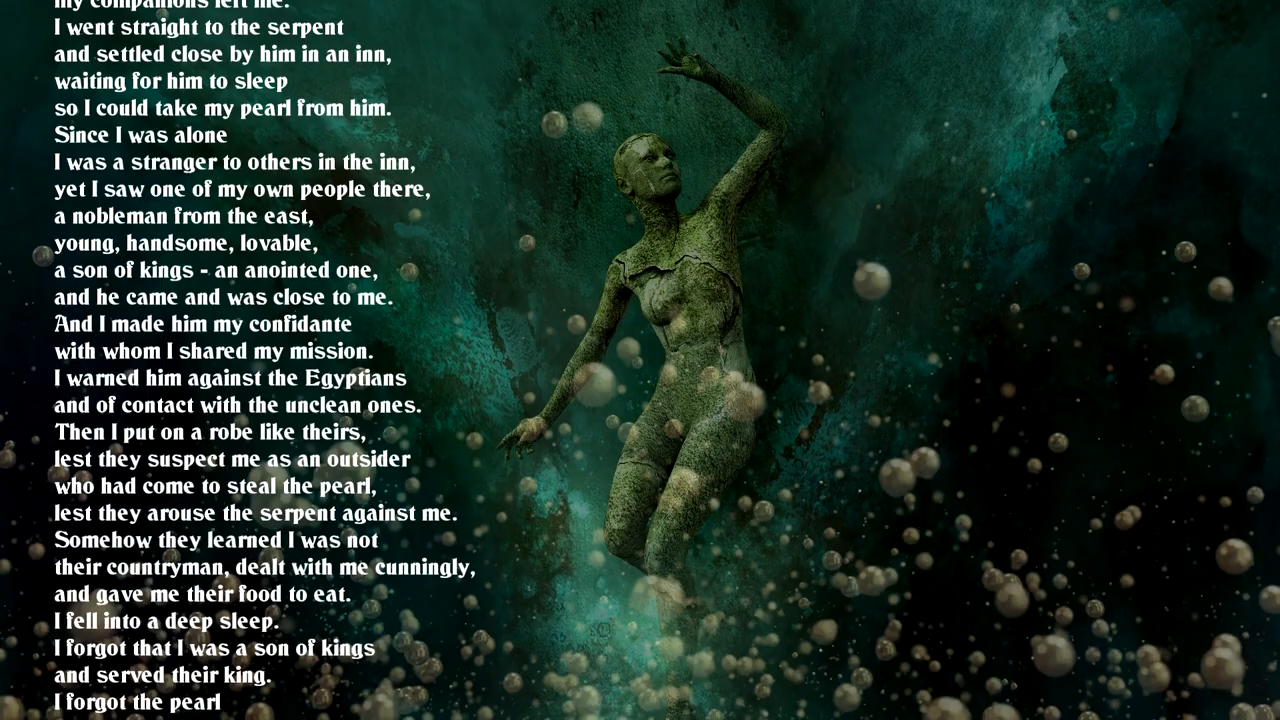 my companions left me.
I went straight to the serpent
and settled close by him in an inn,
waiting for him to sleep
so I could take my pearl from him.
Since I was alone
I was a stranger to others in the inn,
yet I saw one of my own people there,
a nobleman from the east,
young, handsome, lovable,
a son of kings - an anointed one,
and he came and was close to me.
And I made him my confidante
with whom I shared my mission.
I warned him against the Egyptians
and of contact with the unclean ones.
Then I put on a robe like theirs,
lest they suspect me as an outsider
who had come to steal the pearl,
lest they arouse the serpent against me.
Somehow they learned I was not
their countryman, dealt with me cunningly,
and gave me their food to eat.
I fell into a deep sleep.
I forgot that I was a son of kings
and served their king.
I forgot the pearl